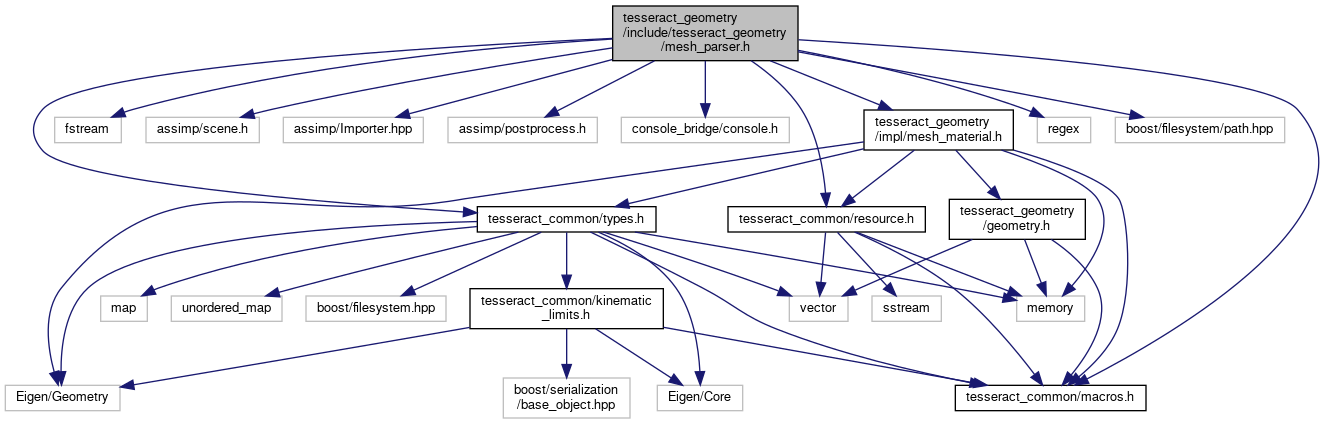 tesseract_geometry
/include/tesseract_geometry
/mesh_parser.h
fstream
assimp/scene.h
assimp/Importer.hpp
assimp/postprocess.h
console_bridge/console.h
tesseract_geometry
/impl/mesh_material.h
regex
boost/filesystem/path.hpp
tesseract_common/types.h
tesseract_common/resource.h
tesseract_geometry
/geometry.h
map
unordered_map
boost/filesystem.hpp
tesseract_common/kinematic
_limits.h
vector
sstream
memory
Eigen/Geometry
boost/serialization
/base_object.hpp
Eigen/Core
tesseract_common/macros.h